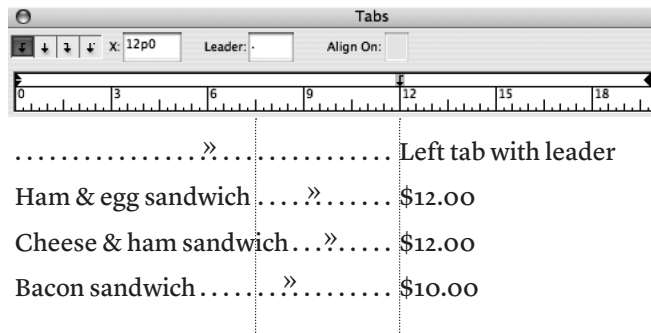 Tabs
X: 12p0 Leader: . Align On:
0 3 6 9 12 15 18
. . . . . . . . . . . . . . . . . » . . . . . . . . . . . . . . . . Left tab with leader
Ham & egg sandwich . . . . . » . . . . . . $12.00
Cheese & ham sandwich . . . » . . . . . $12.00
Bacon sandwich . . . . . . . . » . . . . . . . . . $10.00